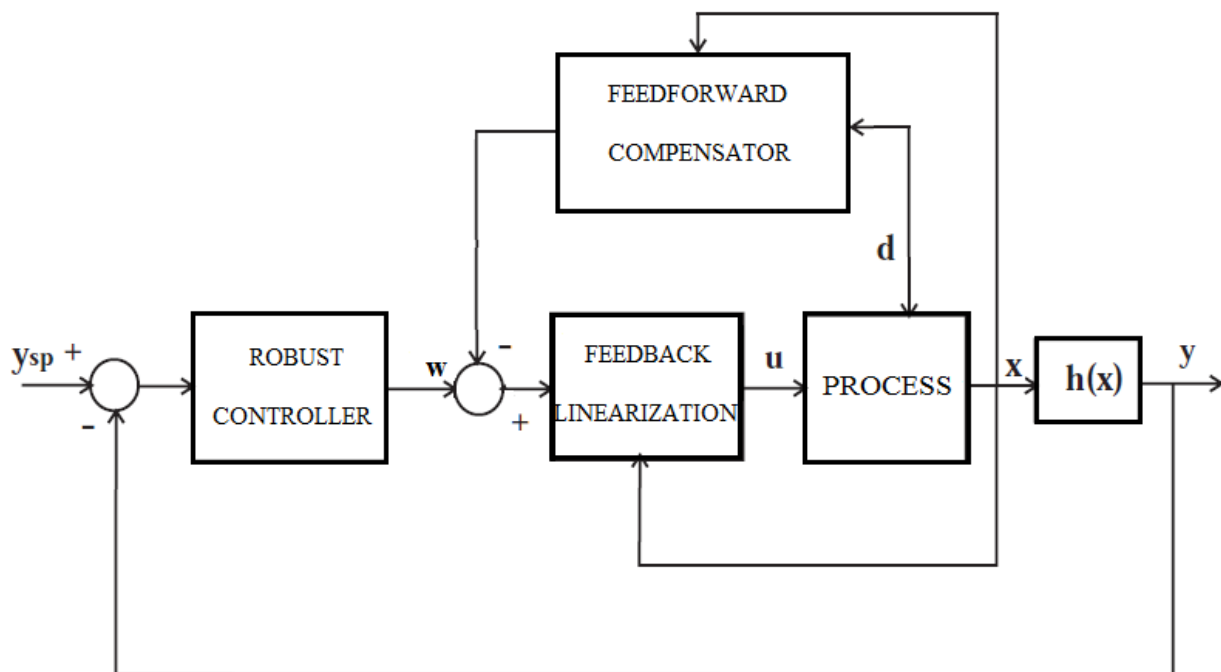 FEEDFORWARD
COMPENSATOR
d
ysp +
-
ROBUST
CONTROLLER
w
-
+
FEEDBACK
LINEARIZATION
u
PROCESS
x
h(x)
y